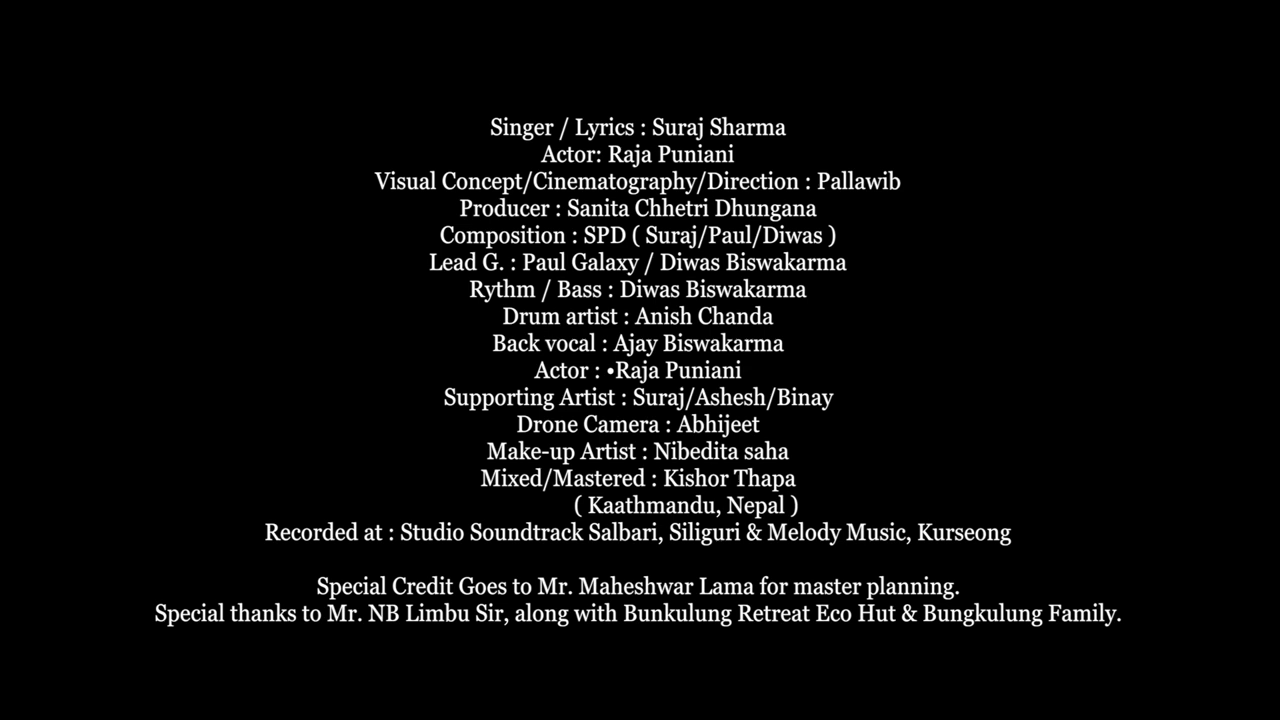 Singer / Lyrics : Suraj Sharma
Actor: Raja Puniani
Visual Concept/Cinematography/Direction : Pallawib
Producer : Sanita Chhetri Dhungana
Composition : SPD ( Suraj/Paul/Diwas )
Lead G. : Paul Galaxy / Diwas Biswakarma
Rythm / Bass : Diwas Biswakarma
Drum artist : Anish Chanda
Back vocal : Ajay Biswakarma
Actor : •Raja Puniani
Supporting Artist : Suraj/Ashesh/Binay
Drone Camera : Abhijeet
Make-up Artist : Nibedita saha
Mixed/Mastered : Kishor Thapa
( Kaathmandu, Nepal )
Recorded at : Studio Soundtrack Salbari, Siliguri & Melody Music, Kurseong
Special Credit Goes to Mr. Maheshwar Lama for master planning.
Special thanks to Mr. NB Limbu Sir, along with Bunkulung Retreat Eco Hut & Bungkulung Family.